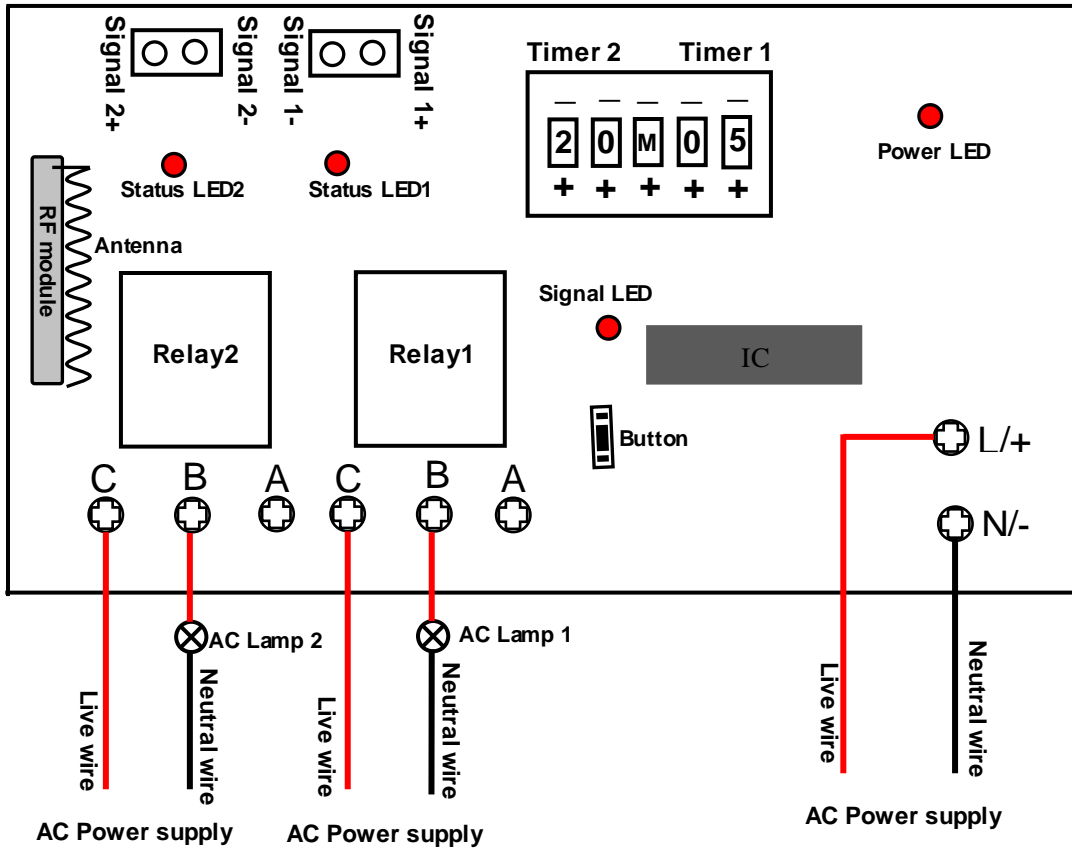 Signal 2+
Signal 2-
Signal 1-
Signal 1+
Timer 2 Timer 1
— — — — —
2 0 M 0 5
+ + + + +
Power LED
Status LED2
Status LED1
RF module
Antenna
Signal LED
Relay2
Relay1
IC
Button
L/+
N/-
C B A C B A
AC Lamp 2
AC Lamp 1
Live wire
Neutral wire
Live wire
Neutral wire
Live wire
Neutral wire
AC Power supply
AC Power supply
AC Power supply